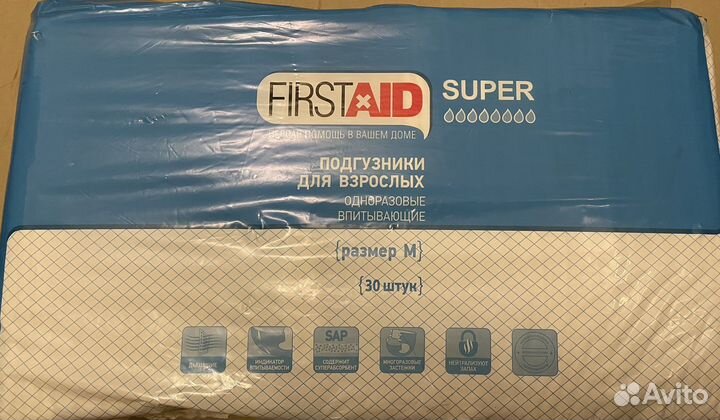 FIRSTAID
SUPER
ПЕРВАЯ ПОМОЩЬ В ВАШЕМ ДОМЕ
ПОДГУЗНИКИ
ДЛЯ ВЗРОСЛЫХ
ОДНОРАЗОВЫЕ
ВПИТЫВАЮЩИЕ
{размер М}
{30 штук}
ДЫШАЩИЕ
ИНДИКАТОР
ВПИТЫВАЕМОСТИ
SAP
СОДЕРЖИТ
СУПЕРАБСОРБЕНТ
МНОГОРАЗОВЫЕ
ЗАСТЕЖКИ
НЕЙТРАЛИЗУЮТ
ЗАПАХ
Avito